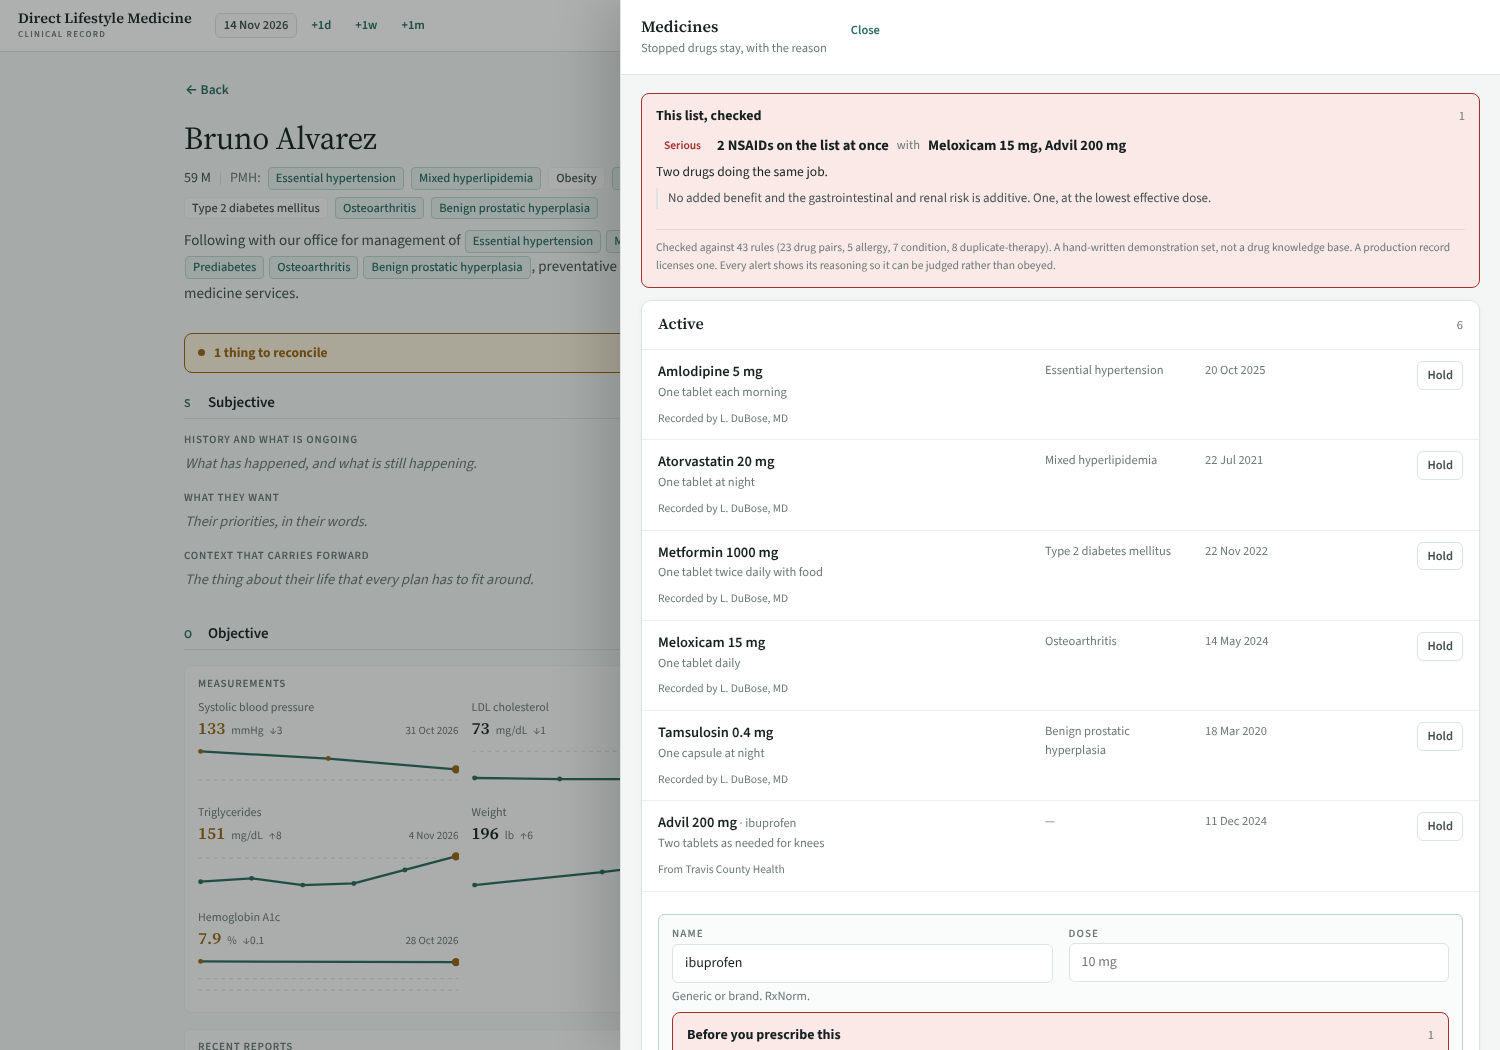 Direct Lifestyle Medicine
CLINICAL RECORD
14 Nov 2026 +1d +1w +1m
← Back
Bruno Alvarez
59 M PMH: Essential hypertension Mixed hyperlipidemia Obesity
Type 2 diabetes mellitus Osteoarthritis Benign prostatic hyperplasia
Following with our office for management of Essential hypertension
Prediabetes Osteoarthritis Benign prostatic hyperplasia , preventative
medicine services.
1 thing to reconcile
S Subjective
HISTORY AND WHAT IS ONGOING
What has happened, and what is still happening.
WHAT THEY WANT
Their priorities, in their words.
CONTEXT THAT CARRIES FORWARD
The thing about their life that every plan has to fit around.
O Objective
MEASUREMENTS
Systolic blood pressure
133 mmHg ↓3 31 Oct 2026
LDL cholesterol
73 mg/dL ↓1
Triglycerides
151 mg/dL ↑8 4 Nov 2026
Weight
196 lb ↑6
Hemoglobin A1c
7.9 % ↓0.1 28 Oct 2026
RECENT REPORTS
Medicines
Stopped drugs stay, with the reason
Close
This list, checked 1
Serious 2 NSAIDs on the list at once with Meloxicam 15 mg, Advil 200 mg
Two drugs doing the same job.
No added benefit and the gastrointestinal and renal risk is additive. One, at the lowest effective dose.
Checked against 43 rules (23 drug pairs, 5 allergy, 7 condition, 8 duplicate-therapy). A hand-written demonstration set, not a drug knowledge base. A production record
licenses one. Every alert shows its reasoning so it can be judged rather than obeyed.
Active 6
Amlodipine 5 mg Essential hypertension 20 Oct 2025 Hold
One tablet each morning
Recorded by L. DuBose, MD
Atorvastatin 20 mg Mixed hyperlipidemia 22 Jul 2021 Hold
One tablet at night
Recorded by L. DuBose, MD
Metformin 1000 mg Type 2 diabetes mellitus 22 Nov 2022 Hold
One tablet twice daily with food
Recorded by L. DuBose, MD
Meloxicam 15 mg Osteoarthritis 14 May 2024 Hold
One tablet daily
Recorded by L. DuBose, MD
Tamsulosin 0.4 mg Benign prostatic hyperplasia 18 Mar 2020 Hold
One capsule at night
Recorded by L. DuBose, MD
Advil 200 mg · ibuprofen — 11 Dec 2024 Hold
Two tablets as needed for knees
From Travis County Health
NAME DOSE
ibuprofen 10 mg
Generic or brand. RxNorm.
Before you prescribe this 1